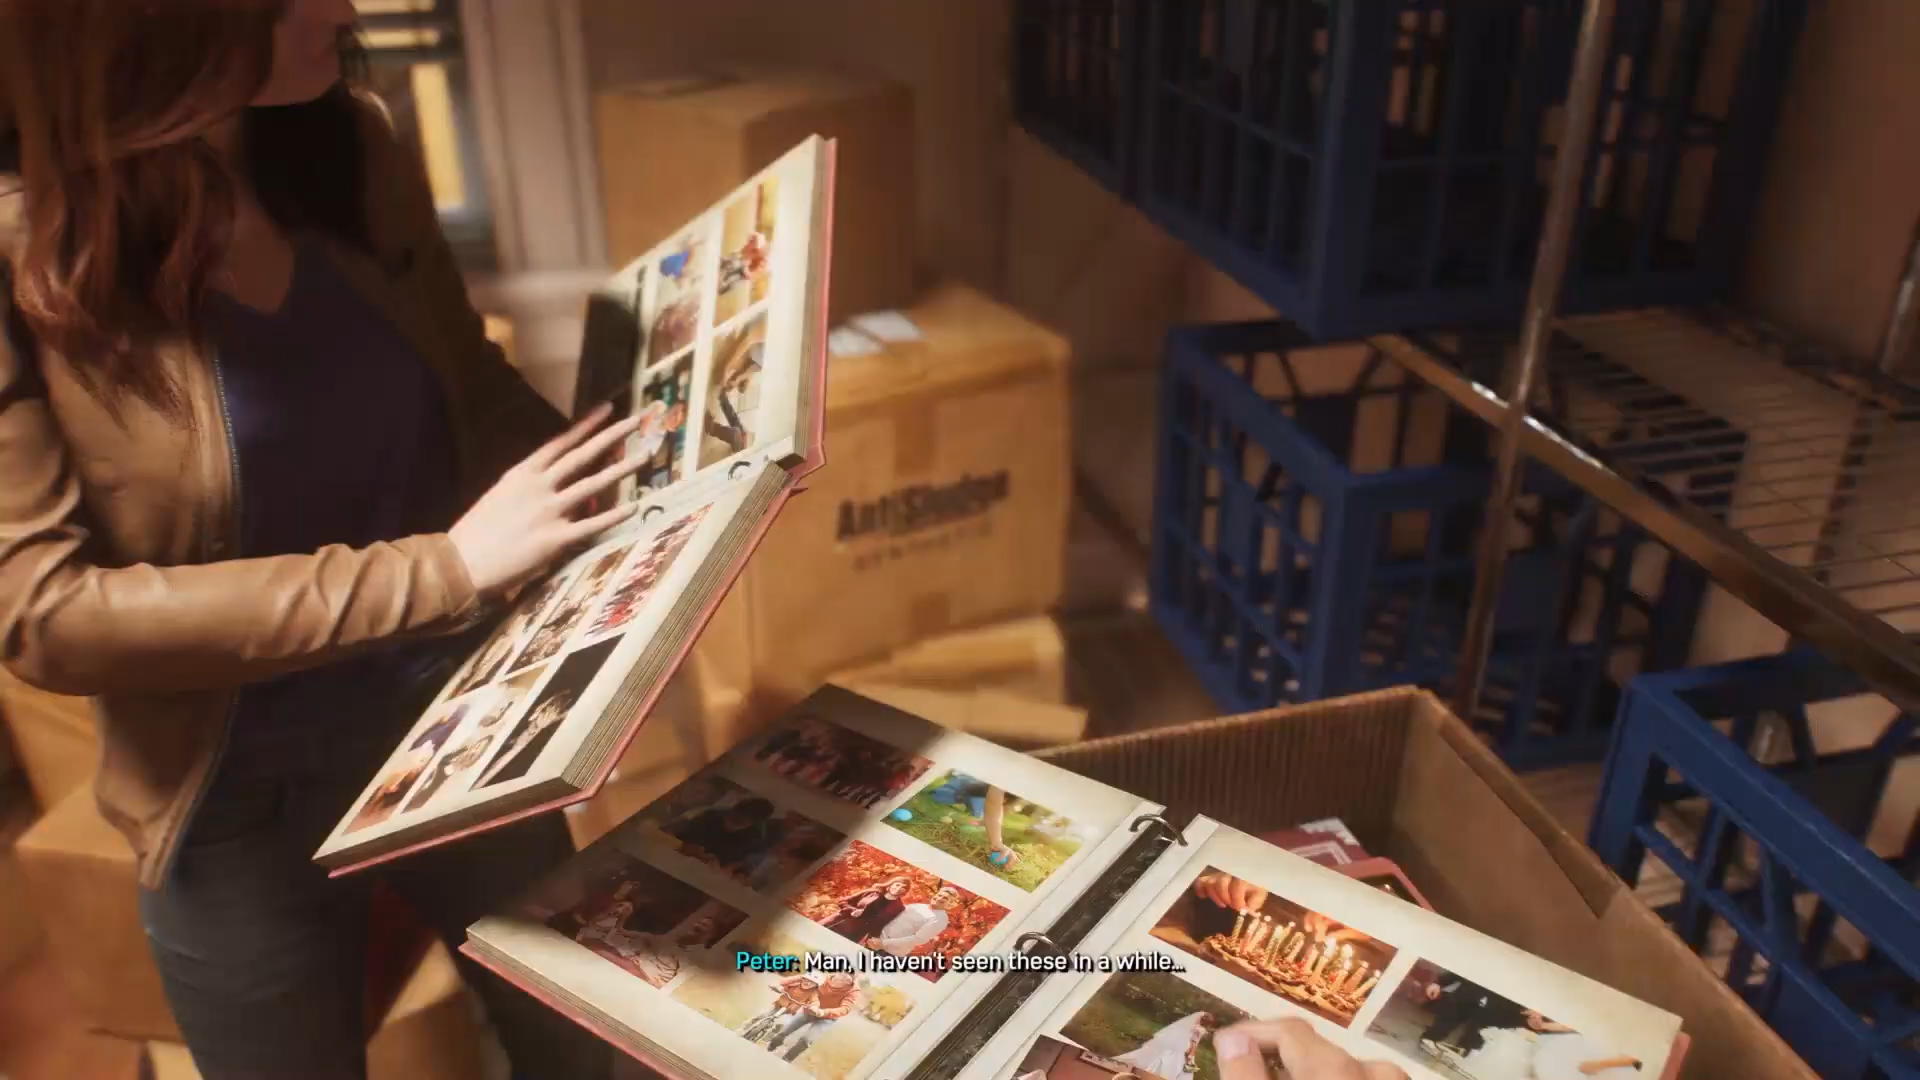 Peter: Man, I haven't seen these in a while...